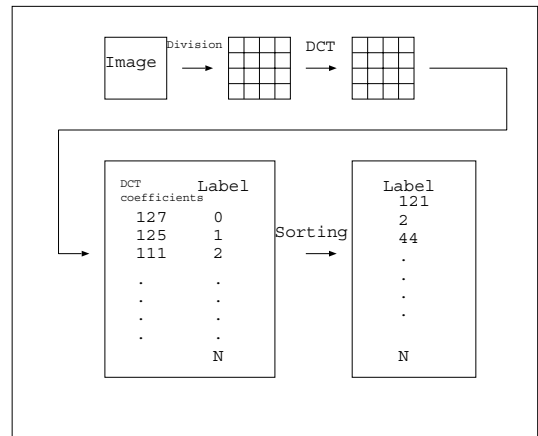 Image
Division
DCT
DCT
coefficients
Label
127 0
125 1
111 2
. .
. .
. .
. .
N
Sorting
Label
121
2
44
.
.
.
.
N